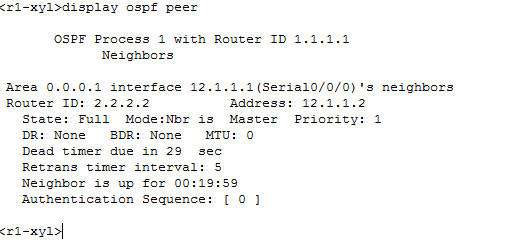 <r1-xyl>display ospf peer
OSPF Process 1 with Router ID 1.1.1.1
Neighbors
Area 0.0.0.1 interface 12.1.1.1(Serial0/0/0)'s neighbors
Router ID: 2.2.2.2 Address: 12.1.1.2
State: Full Mode:Nbr is Master Priority: 1
DR: None BDR: None MTU: 0
Dead timer due in 29 sec
Retrans timer interval: 5
Neighbor is up for 00:19:59
Authentication Sequence: [ 0 ]
<r1-xyl>